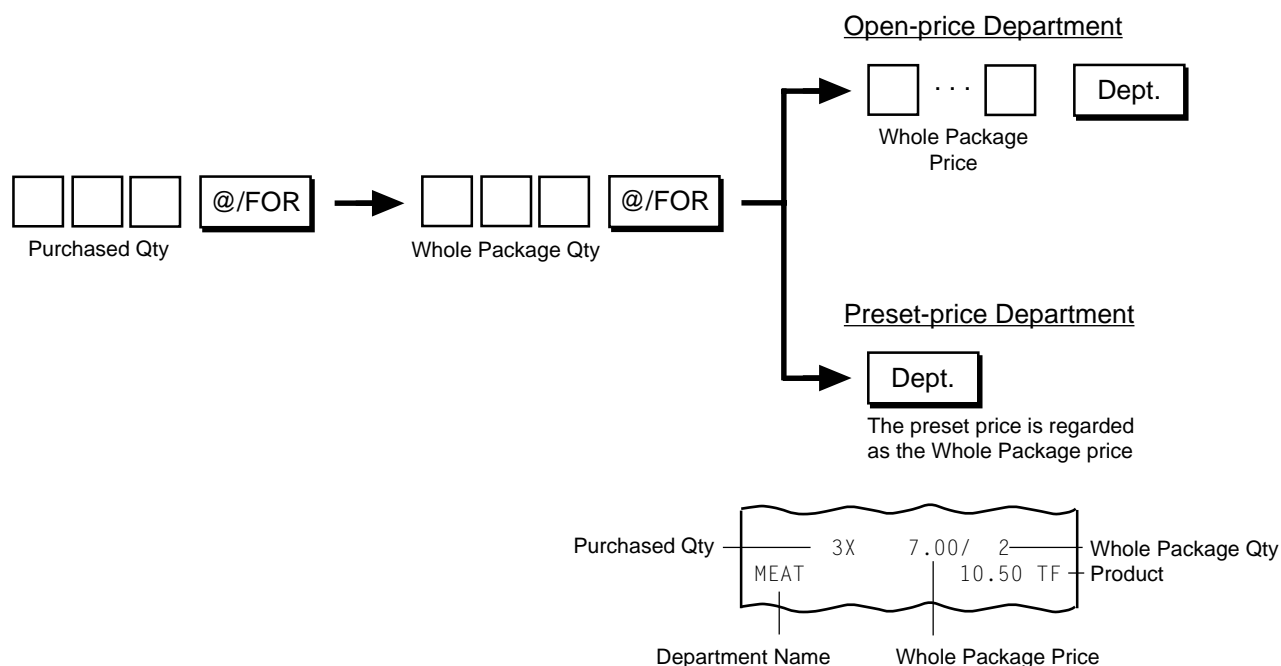 Open-price Department
. . .
Dept.
Whole Package
Price
@/FOR
@/FOR
Purchased Qty
Whole Package Qty
Preset-price Department
Dept.
The preset price is regarded
as the Whole Package price
Purchased Qty
3X 7.00/ 2
Whole Package Qty
MEAT 10.50 TF
Product
Department Name
Whole Package Price